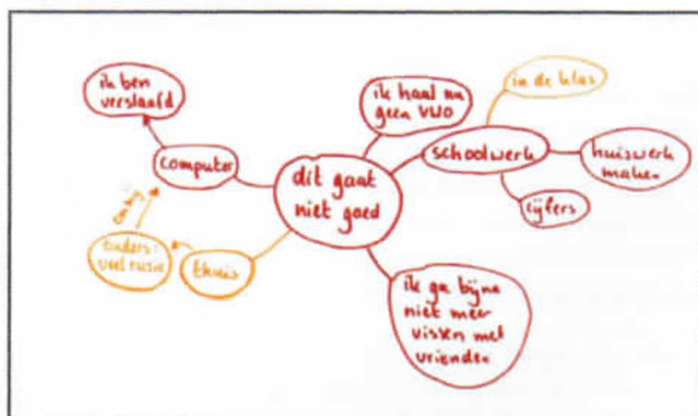 ik ben
verslaafd
computer
dit gaat
niet goed
ik haal nu
geen VWO
schoolwerk
in de klas
huiswerk
maken
cijfers
thuis
ouders:
veel ruzie
ik ga bijna
niet meer
vissen met
vrienden